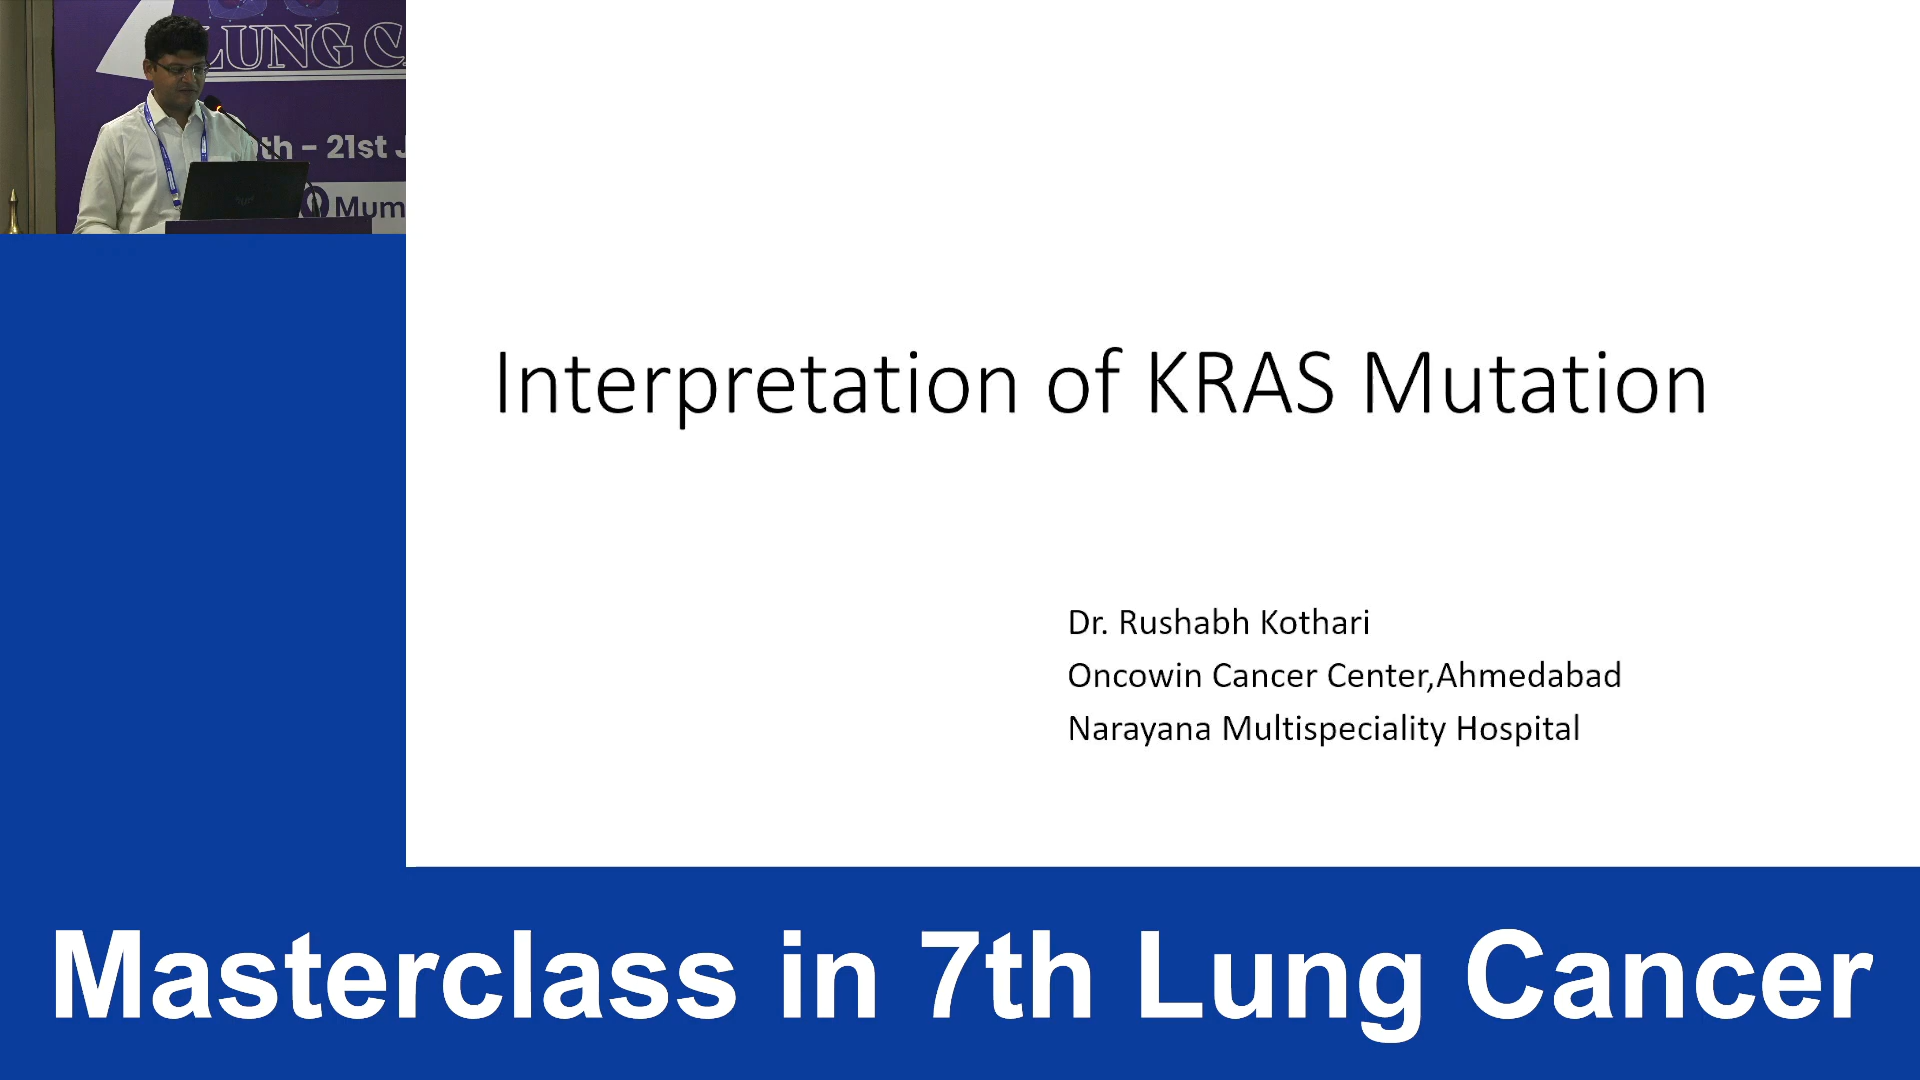 LUNG
th - 21st J
Mum
Interpretation of KRAS Mutation
Dr. Rushabh Kothari
Oncowin Cancer Center,Ahmedabad
Narayana Multispeciality Hospital
Masterclass in 7th Lung Cancer